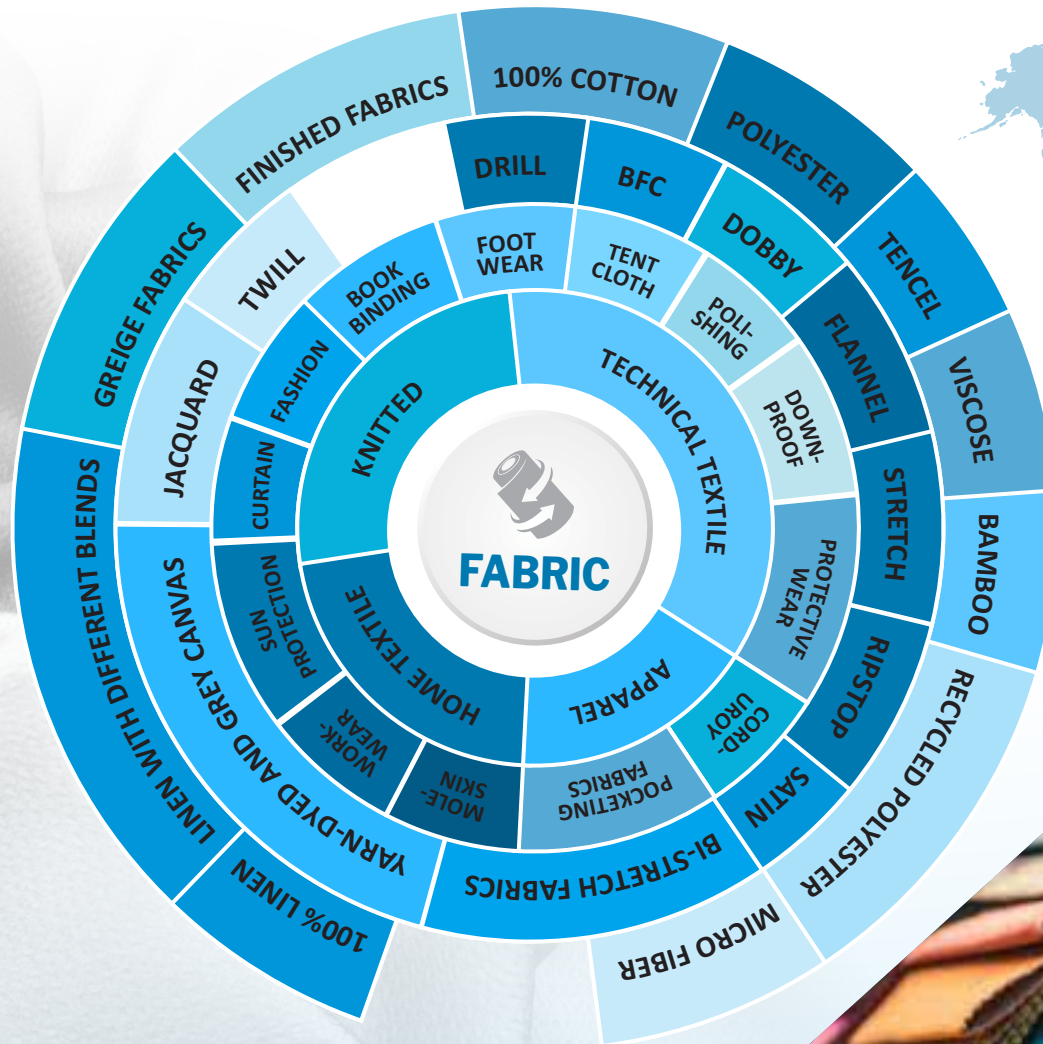 FABRIC
TECHNICAL TEXTILE
APPAREL
HOME TEXTILE
KNITTED
FOOT
WEAR
TENT
CLOTH
POLI-
SHING
DOWN-
PROOF
PROTECTIVE
WEAR
CORD-
UROY
POCKETING
FABRICS
MOLE-
SKIN
WORK-
WEAR
SUN
PROTECTION
CURTAIN
FASHION
BOOK
BINDING
DRILL
BFC
DOBBY
FLANNEL
STRETCH
RIPSTOP
SATIN
BI-STRETCH FABRICS
YARN-DYED AND GREY CANVAS
JACQUARD
TWILL
100% COTTON
POLYESTER
TENCEL
VISCOSE
BAMBOO
RECYCLED POLYESTER
MICRO FIBER
100% LINEN
LINEN WITH DIFFERENT BLENDS
GREIGE FABRICS
FINISHED FABRICS